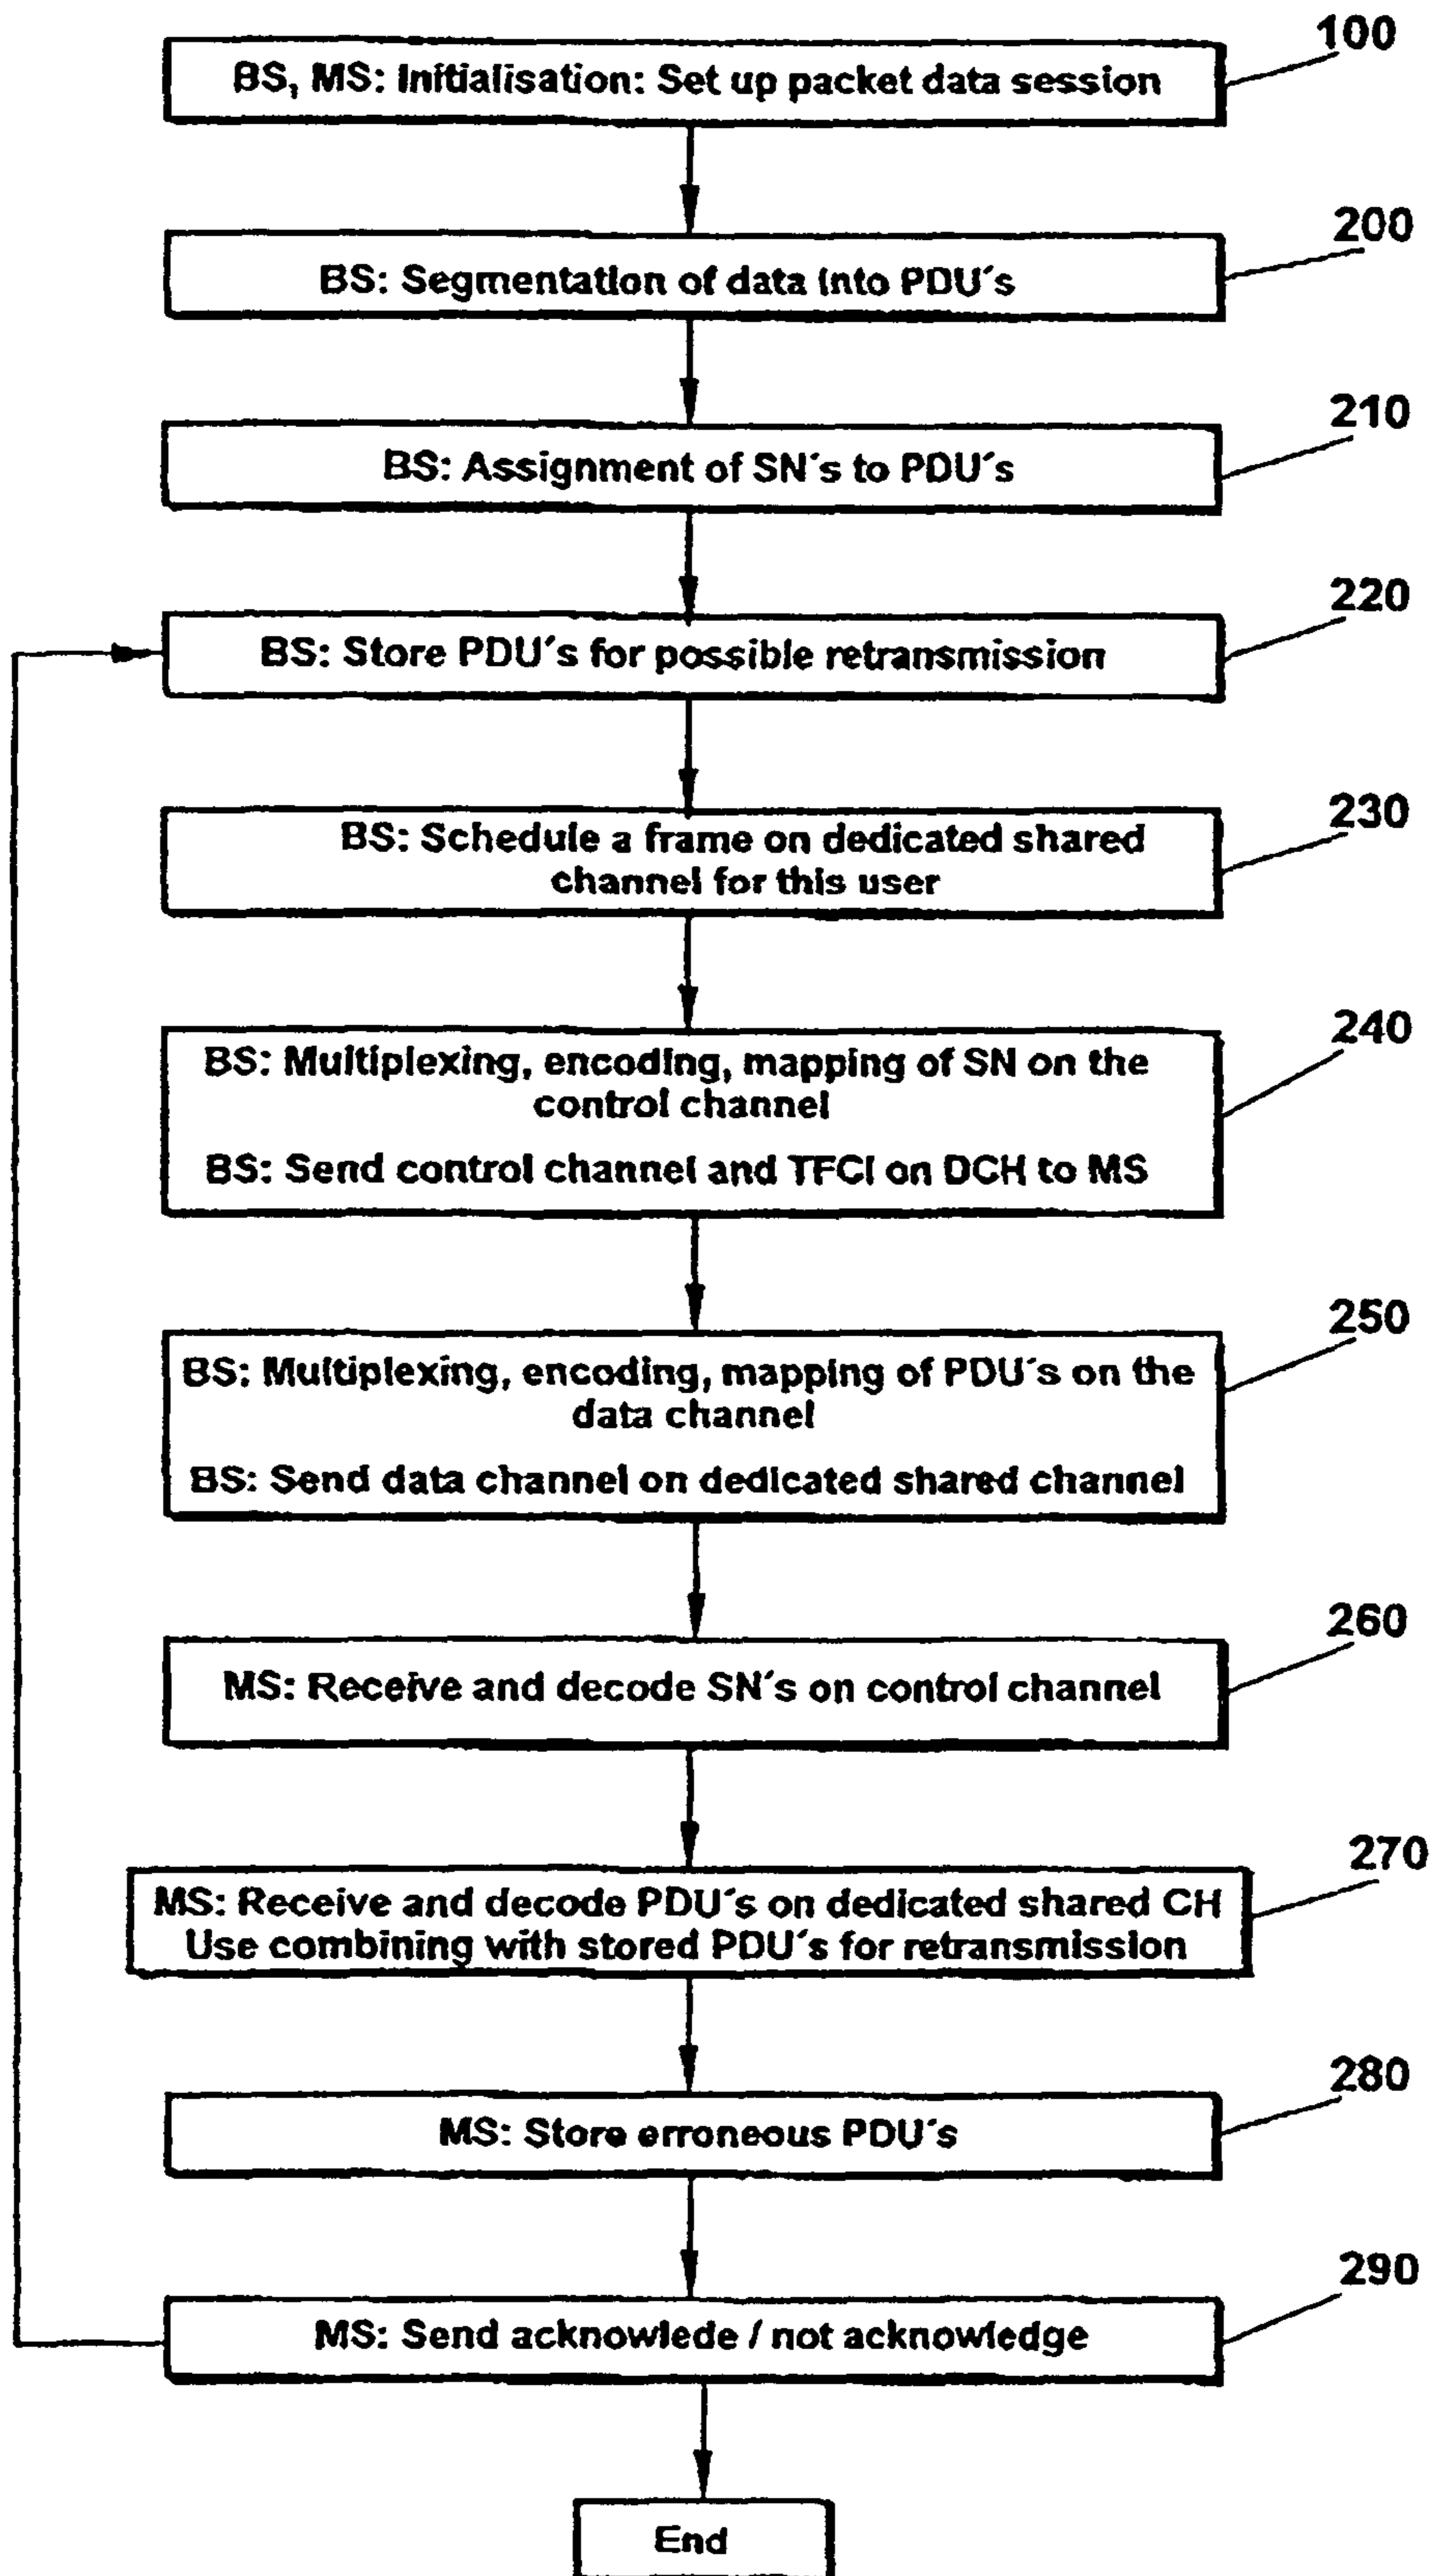 100
BS, MS: Initialisation: Set up packet data session
200
BS: Segmentation of data into PDU´s
210
BS: Assignment of SN´s to PDU´s
220
BS: Store PDU´s for possible retransmission
230
BS: Schedule a frame on dedicated shared
channel for this user
240
BS: Multiplexing, encoding, mapping of SN on the
control channel
BS: Send control channel and TFCI on DCH to MS
250
BS: Multiplexing, encoding, mapping of PDU´s on the
data channel
BS: Send data channel on dedicated shared channel
260
MS: Receive and decode SN´s on control channel
270
MS: Receive and decode PDU´s on dedicated shared CH
Use combining with stored PDU´s for retransmission
280
MS: Store erroneous PDU´s
290
MS: Send acknowlede / not acknowledge
End